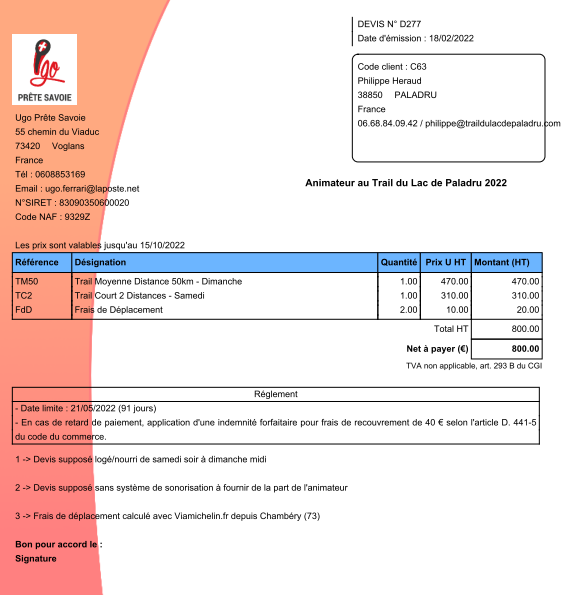 DEVIS N° D277
Date d'émission : 18/02/2022
ugo
PRÊTE SAVOIE
Ugo Prête Savoie
55 chemin du Viaduc
73420 Voglans
France
Tél : 0608853169
Email : ugo.ferrari@laposte.net
N°SIRET : 83090350600020
Code NAF : 9329Z
Code client : C63
Philippe Heraud
38850 PALADRU
France
06.68.84.09.42 / philippe@traildulacdepaladru.com
Animateur au Trail du Lac de Paladru 2022
Les prix sont valables jusqu'au 15/10/2022
Référence Désignation Quantité Prix U HT Montant (HT)
TM50 Trail Moyenne Distance 50km - Dimanche 1.00 470.00 470.00
TC2 Trail Court 2 Distances - Samedi 1.00 310.00 310.00
FdD Frais de Déplacement 2.00 10.00 20.00
Total HT 800.00
Net à payer (€) 800.00
TVA non applicable, art. 293 B du CGI
Réglement
- Date limite : 21/05/2022 (91 jours)
- En cas de retard de paiement, application d'une indemnité forfaitaire pour frais de recouvrement de 40 € selon l'article D. 441-5
du code du commerce.
1 -> Devis supposé logé/nourri de samedi soir à dimanche midi
2 -> Devis supposé sans système de sonorisation à fournir de la part de l'animateur
3 -> Frais de déplacement calculé avec Viamichelin.fr depuis Chambéry (73)
Bon pour accord le :
Signature